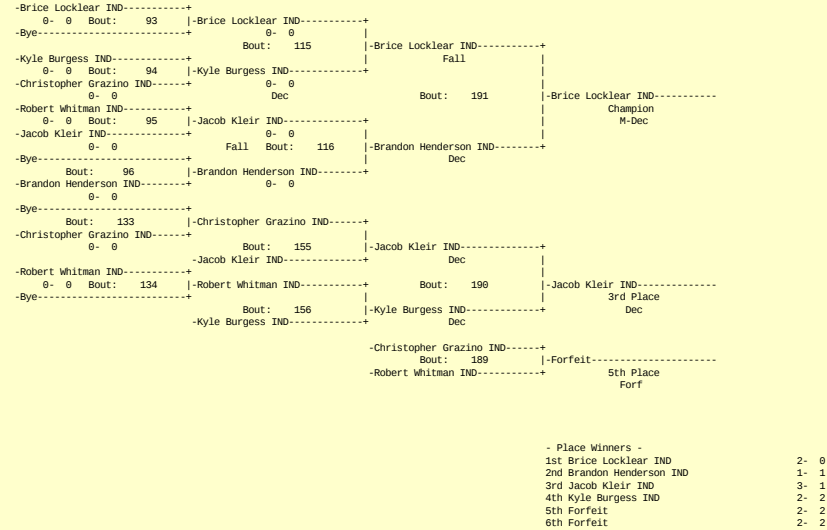 -Brice Locklear IND-----------+
0- 0 Bout: 93 |-Brice Locklear IND-----------+
-Bye--------------------------+ 0- 0 |
Bout: 115 |-Brice Locklear IND-----------+
-Kyle Burgess IND-------------+ | Fall |
0- 0 Bout: 94 |-Kyle Burgess IND-------------+ |
-Christopher Grazino IND------+ 0- 0 |
0- 0 Dec Bout: 191 |-Brice Locklear IND-----------
-Robert Whitman IND-----------+ | Champion
0- 0 Bout: 95 |-Jacob Kleir IND--------------+ | M-Dec
-Jacob Kleir IND--------------+ 0- 0 | |
0- 0 Fall Bout: 116 |-Brandon Henderson IND--------+
-Bye--------------------------+ | Dec
Bout: 96 |-Brandon Henderson IND--------+
-Brandon Henderson IND--------+ 0- 0
0- 0
-Bye--------------------------+
Bout: 133 |-Christopher Grazino IND------+
-Christopher Grazino IND------+ |
0- 0 Bout: 155 |-Jacob Kleir IND--------------+
-Jacob Kleir IND--------------+ Dec |
-Robert Whitman IND-----------+ |
0- 0 Bout: 134 |-Robert Whitman IND-----------+ Bout: 190 |-Jacob Kleir IND--------------
-Bye--------------------------+ | | 3rd Place
Bout: 156 |-Kyle Burgess IND-------------+ Dec
-Kyle Burgess IND-------------+ Dec
-Christopher Grazino IND------+
Bout: 189 |-Forfeit----------------------
-Robert Whitman IND-----------+ 5th Place
Forf
- Place Winners -
1st Brice Locklear IND 2- 0
2nd Brandon Henderson IND 1- 1
3rd Jacob Kleir IND 3- 1
4th Kyle Burgess IND 2- 2
5th Forfeit 2- 2
6th Forfeit 2- 2